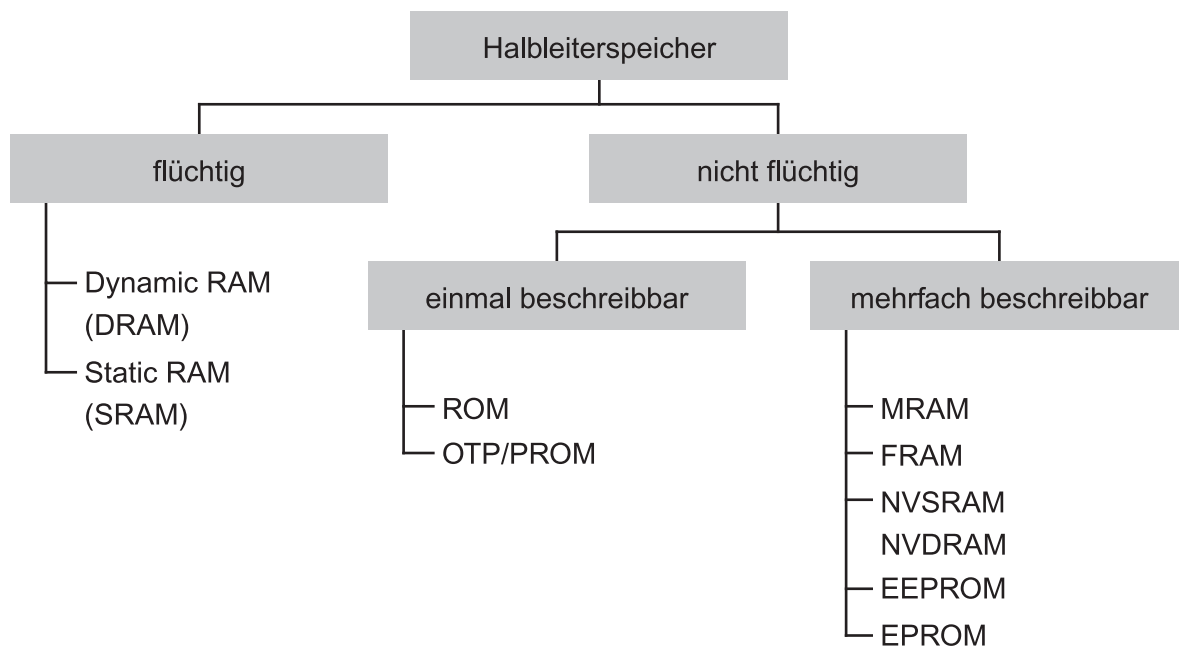 Halbleiterspeicher
flüchtig
nicht flüchtig
Dynamic RAM
(DRAM)
Static RAM
(SRAM)
einmal beschreibbar
mehrfach beschreibbar
ROM
OTP/PROM
MRAM
FRAM
NVSRAM
NVDRAM
EEPROM
EPROM